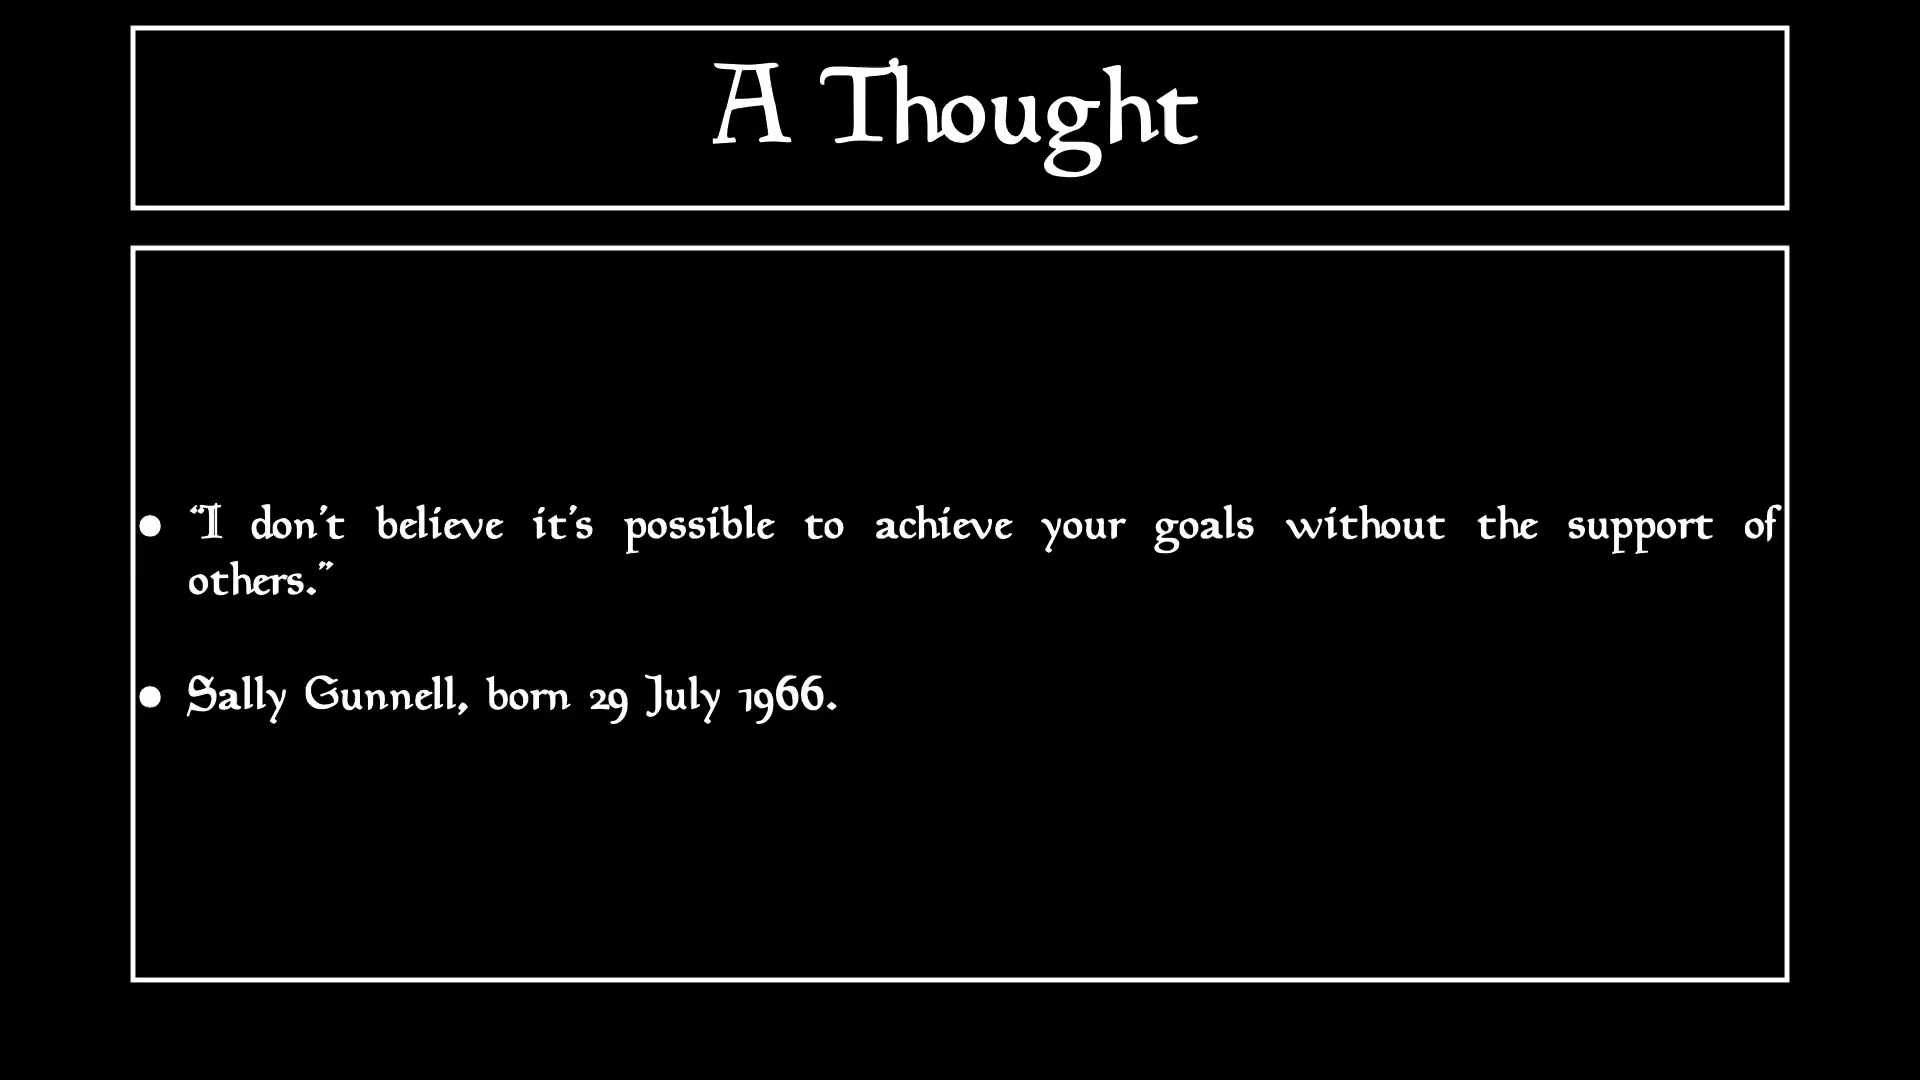 A Thought
• “I don’t believe it’s possible to achieve your goals without the support of
others.”
• Sally Gunnell, born 29 July 1966.